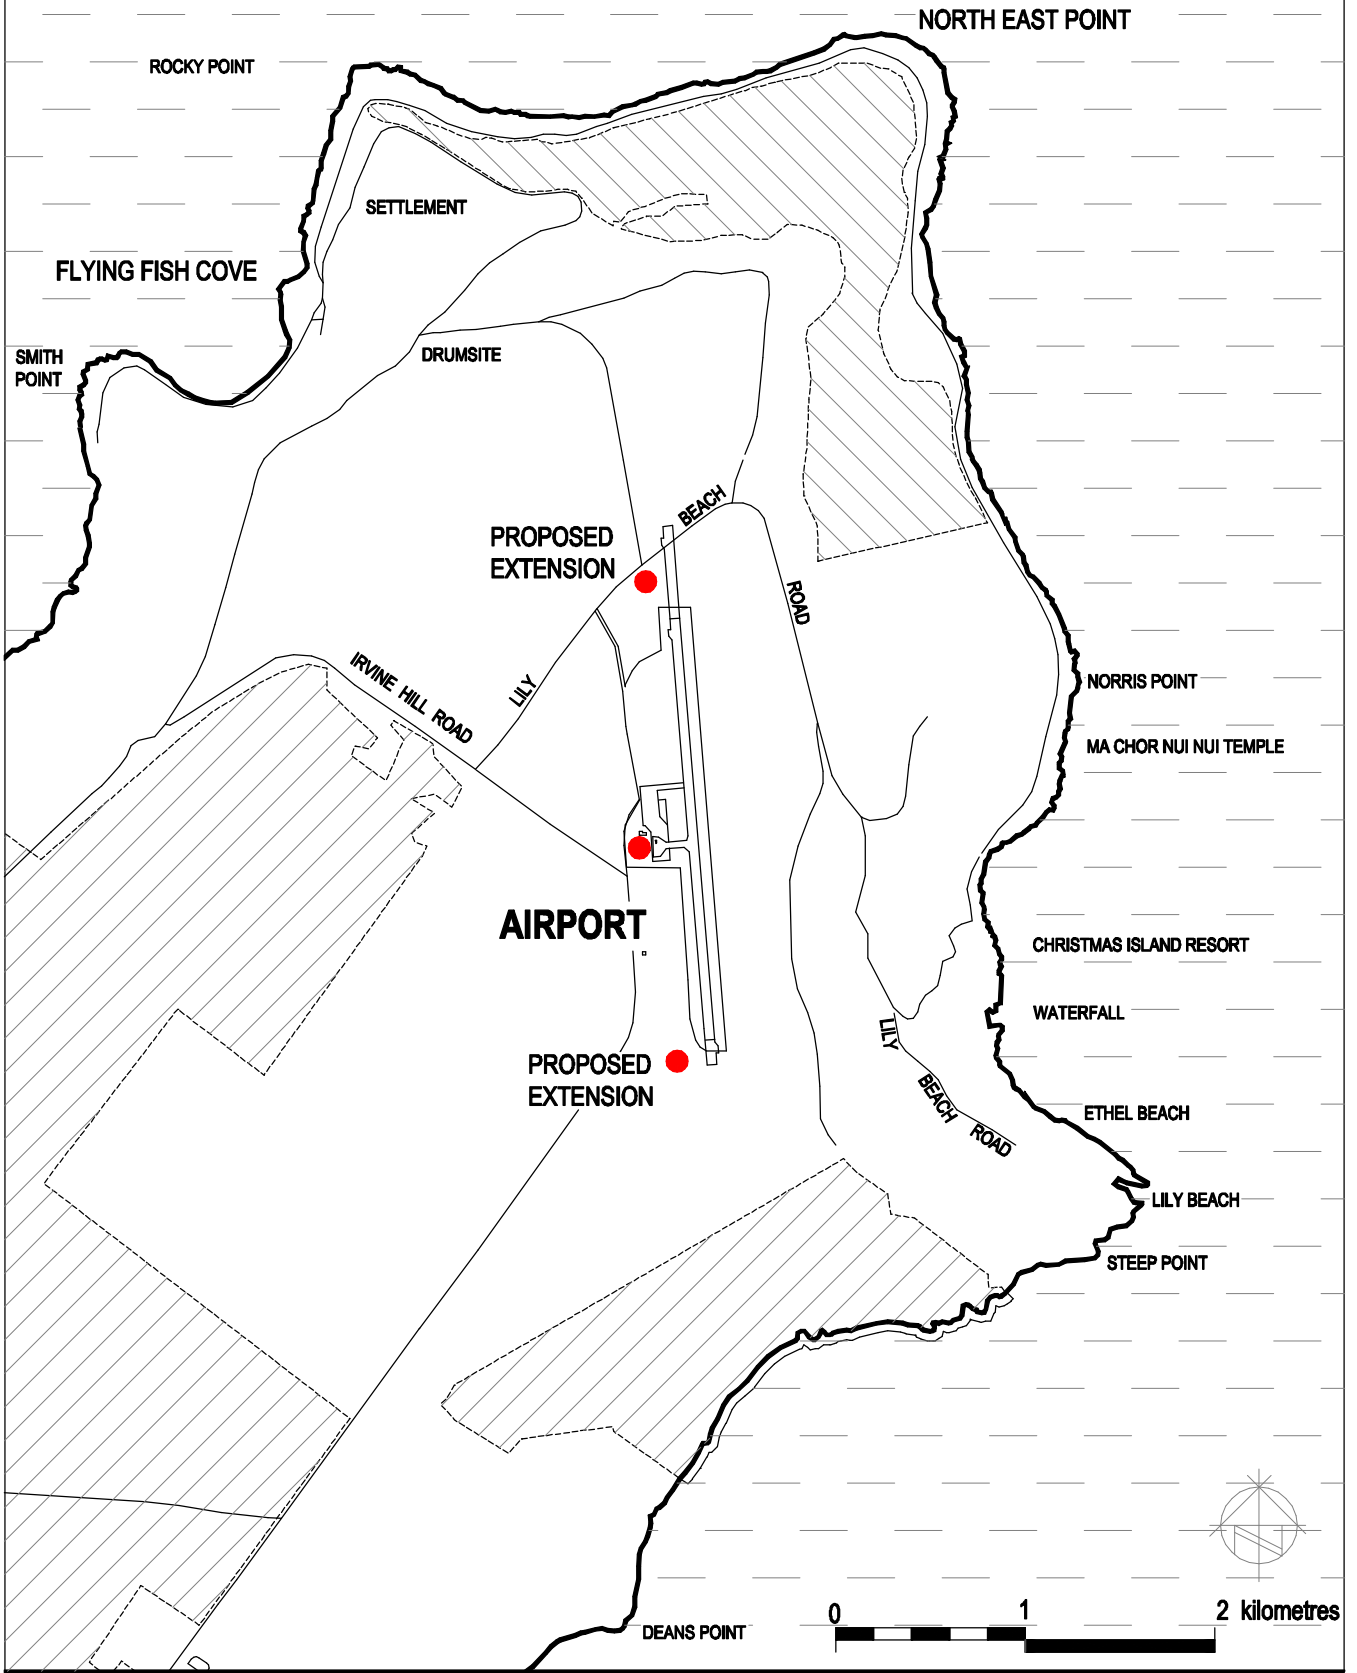 NORTH EAST POINT
ROCKY POINT
SETTLEMENT
FLYING FISH COVE
SMITH
POINT
DRUMSITE
BEACH
PROPOSED
EXTENSION
ROAD
IRVINE HILL ROAD
LILY
NORRIS POINT
MA CHOR NUI NUI TEMPLE
AIRPORT
CHRISTMAS ISLAND RESORT
WATERFALL
LILY
PROPOSED
EXTENSION
BEACH
ROAD
ETHEL BEACH
LILY BEACH
STEEP POINT
N
0 1 2 kilometres
DEANS POINT